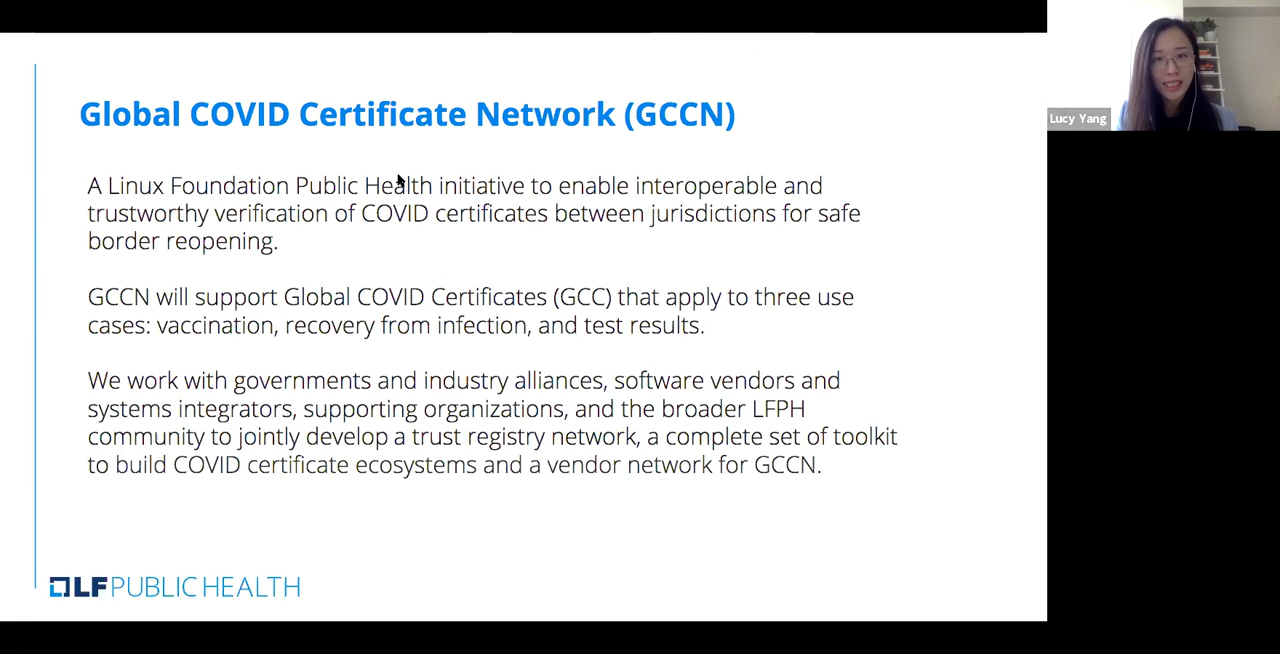 Global COVID Certificate Network (GCCN)
A Linux Foundation Public Health initiative to enable interoperable and
trustworthy verification of COVID certificates between jurisdictions for safe
border reopening.
GCCN will support Global COVID Certificates (GCC) that apply to three use
cases: vaccination, recovery from infection, and test results.
We work with governments and industry alliances, software vendors and
systems integrators, supporting organizations, and the broader LFPH
community to jointly develop a trust registry network, a complete set of toolkit
to build COVID certificate ecosystems and a vendor network for GCCN.
LF PUBLIC HEALTH
Lucy Yang